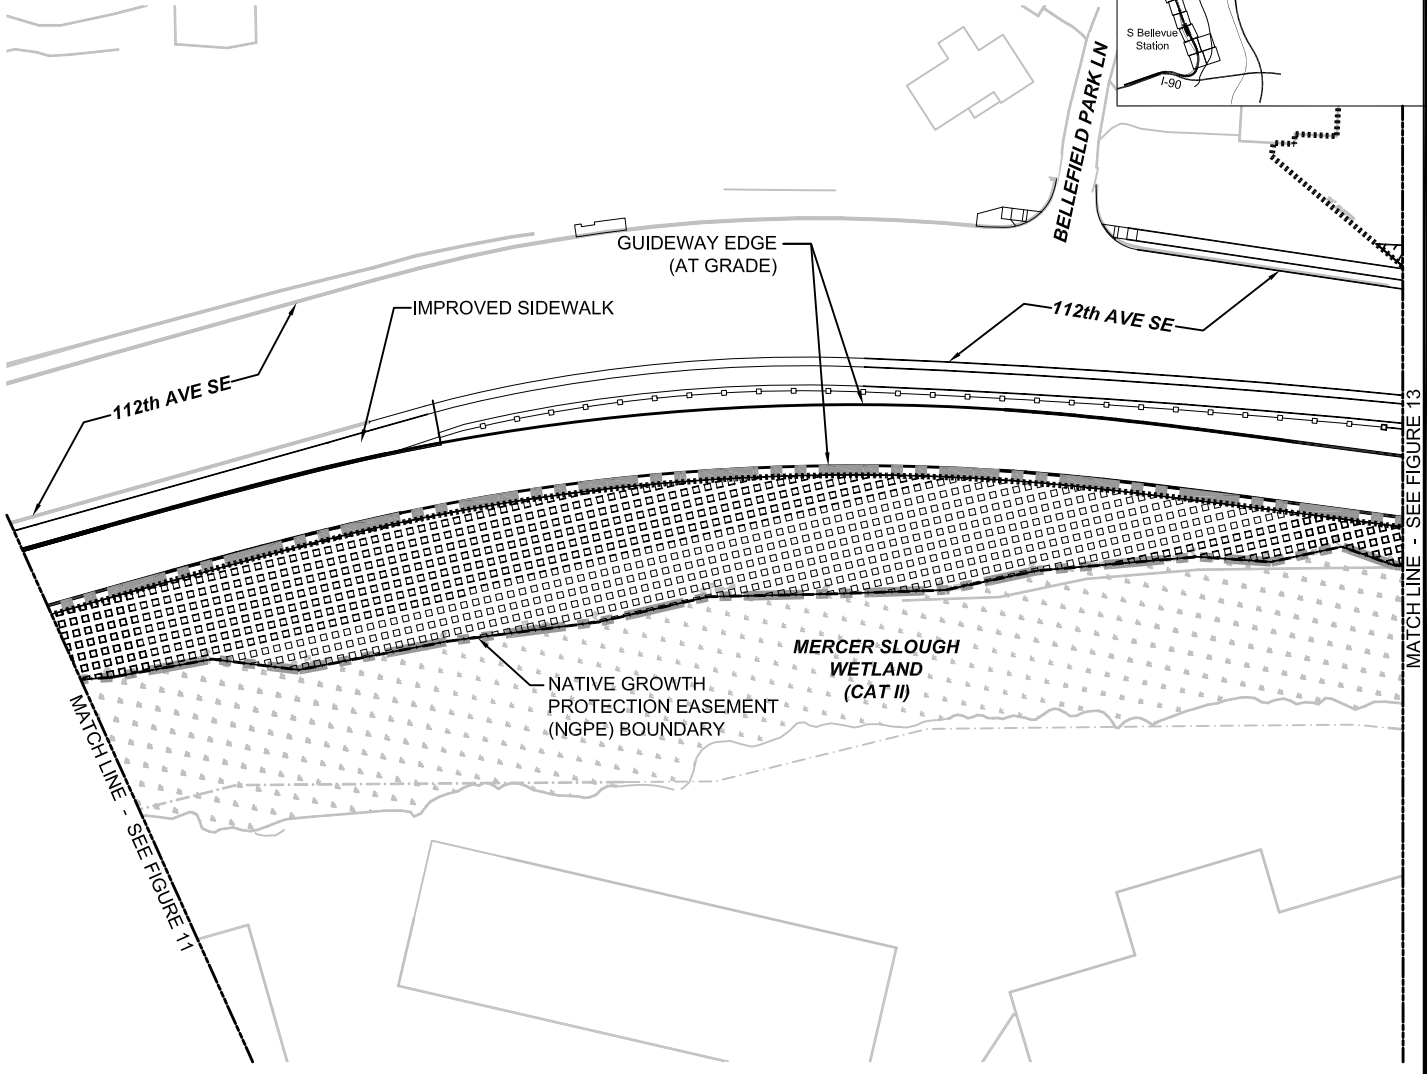 S Bellevue
Station
I-90
BELLEFIELD PARK LN
GUIDEWAY EDGE
(AT GRADE)
IMPROVED SIDEWALK
112th AVE SE
112th AVE SE
MATCH LINE - SEE FIGURE 13
MERCER SLOUGH
WETLAND
(CAT II)
NATIVE GROWTH
PROTECTION EASEMENT
(NGPE) BOUNDARY
MATCH LINE - SEE FIGURE 11